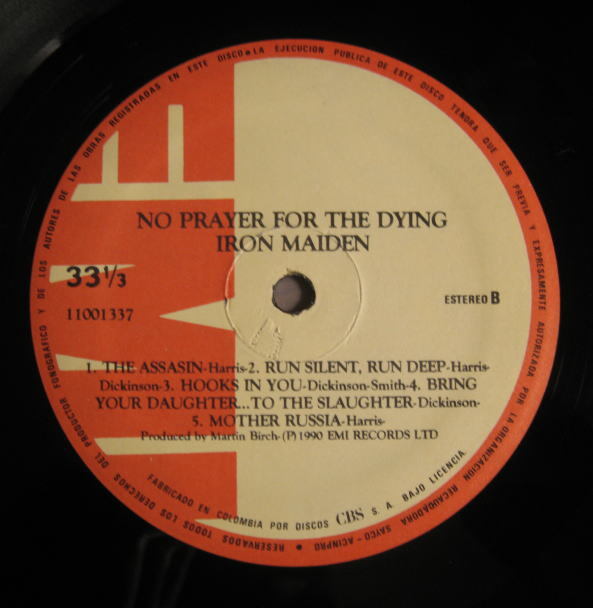 NO PRAYER FOR THE DYING
IRON MAIDEN
33⅓
11001337
ESTEREO B
1. THE ASSASIN-Harris-2. RUN SILENT, RUN DEEP-Harris-
Dickinson-3. HOOKS IN YOU-Dickinson-Smith-4. BRING
YOUR DAUGHTER...TO THE SLAUGHTER-Dickinson-
5. MOTHER RUSSIA-Harris-
Produced by Martin Birch-(P)1990 EMI RECORDS LTD
FABRICADO EN COLOMBIA POR DISCOS CBS S. A. BAJO LICENCIA
RESERVADOS TODOS LOS DERECHOS DEL PRODUCTOR FONOGRAFICO Y DE LOS AUTORES DE LAS OBRAS REGISTRADAS EN ESTE DISCO • LA EJECUCION PUBLICA DE ESTE DISCO TENDRA QUE SER PREVIA Y EXPRESAMENTE AUTORIZADA POR LA ORGANIZACION RECAUDADORA SAYCO-ACINPRO •